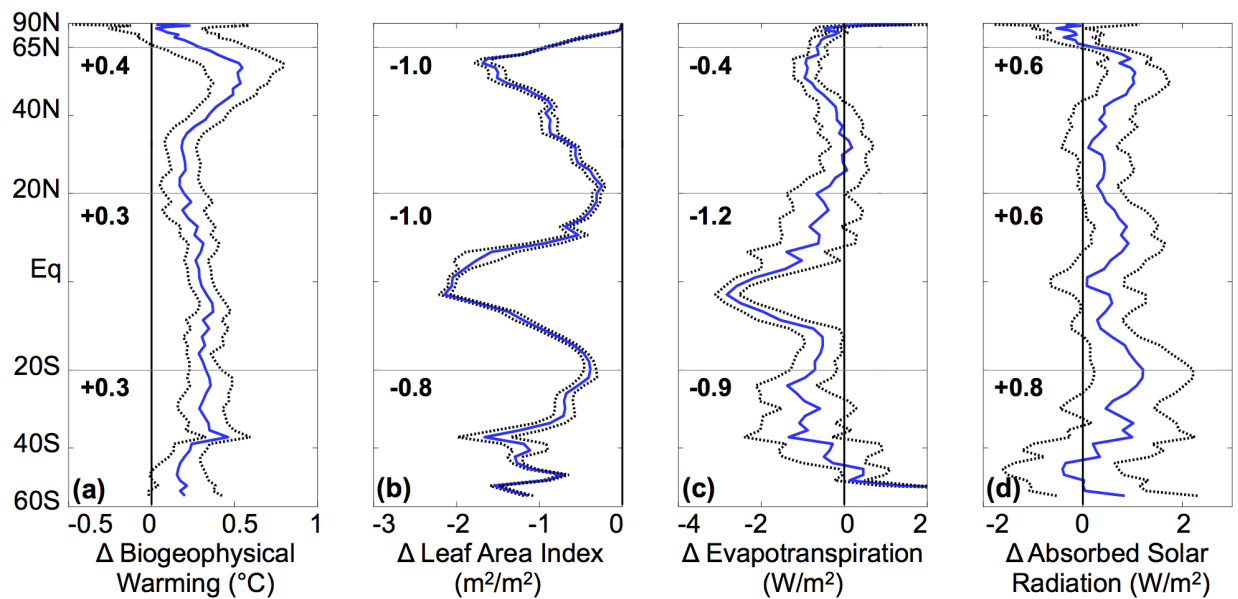 90N
65N
40N
20N
Eq
20S
40S
60S
+0.4
+0.3
+0.3
(a)
-0.5 0 0.5 1
Δ Biogeophysical
Warming (°C)
-1.0
-1.0
-0.8
(b)
-3 -2 -1 0
Δ Leaf Area Index
(m²/m²)
-0.4
-1.2
-0.9
(c)
-4 -2 0 2
Δ Evapotranspiration
(W/m²)
+0.6
+0.6
+0.8
(d)
-2 0 2
Δ Absorbed Solar
Radiation (W/m²)